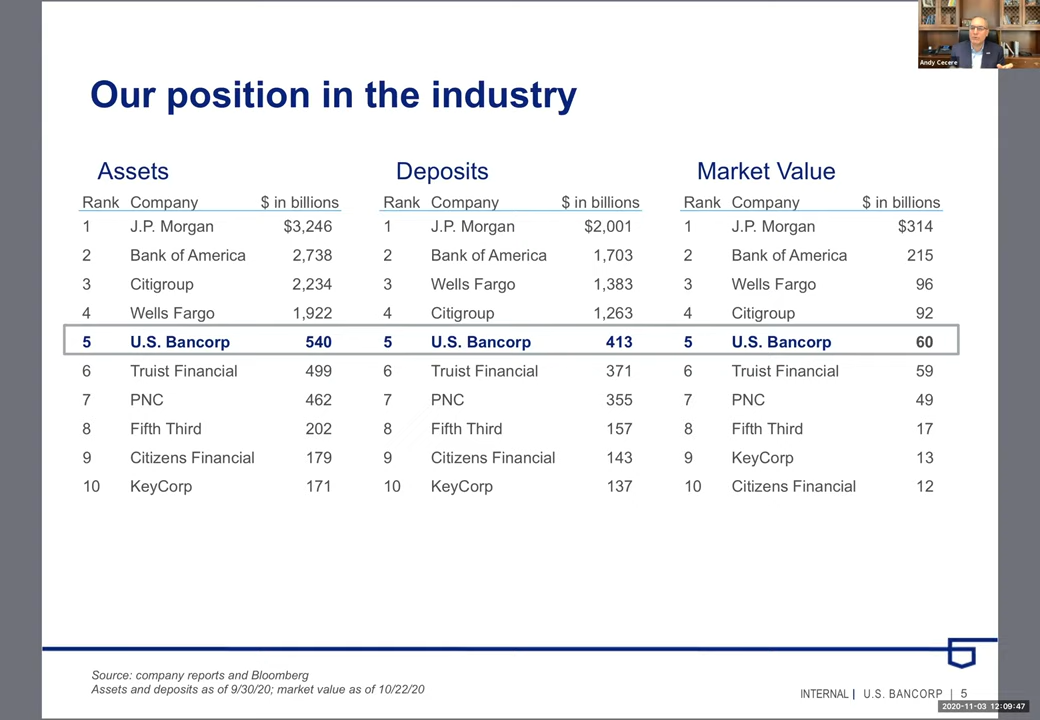 Andy Cecere
Our position in the industry
Assets
Rank Company $ in billions
1 J.P. Morgan $3,246
2 Bank of America 2,738
3 Citigroup 2,234
4 Wells Fargo 1,922
5 U.S. Bancorp 540
6 Truist Financial 499
7 PNC 462
8 Fifth Third 202
9 Citizens Financial 179
10 KeyCorp 171
Deposits
Rank Company $ in billions
1 J.P. Morgan $2,001
2 Bank of America 1,703
3 Wells Fargo 1,383
4 Citigroup 1,263
5 U.S. Bancorp 413
6 Truist Financial 371
7 PNC 355
8 Fifth Third 157
9 Citizens Financial 143
10 KeyCorp 137
Market Value
Rank Company $ in billions
1 J.P. Morgan $314
2 Bank of America 215
3 Wells Fargo 96
4 Citigroup 92
5 U.S. Bancorp 60
6 Truist Financial 59
7 PNC 49
8 Fifth Third 17
9 KeyCorp 13
10 Citizens Financial 12
Source: company reports and Bloomberg
Assets and deposits as of 9/30/20; market value as of 10/22/20
INTERNAL | U.S. BANCORP | 5
2020-11-03 12:09:47